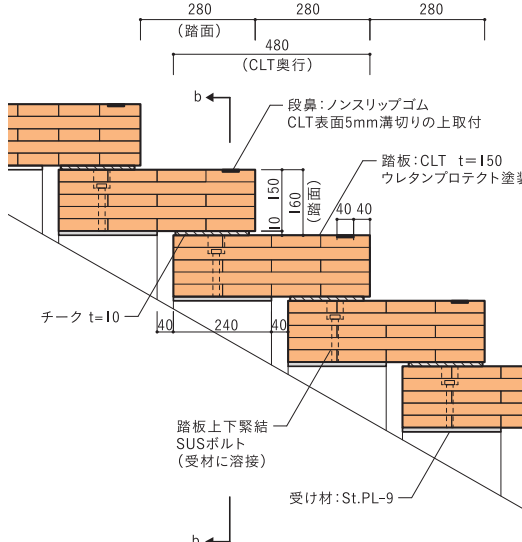 280 280 280
(踏面)
480
(CLT奥行)
b
段鼻：ノンスリップゴム
CLT表面5mm溝切りの上取付
踏板：CLT t=150
ウレタンプロテクト塗装
10 150
160
(踏面)
40 40
チーク t=10
40 240 40
踏板上下緊結
SUSボルト
(受材に溶接)
受け材：St.PL-9
b